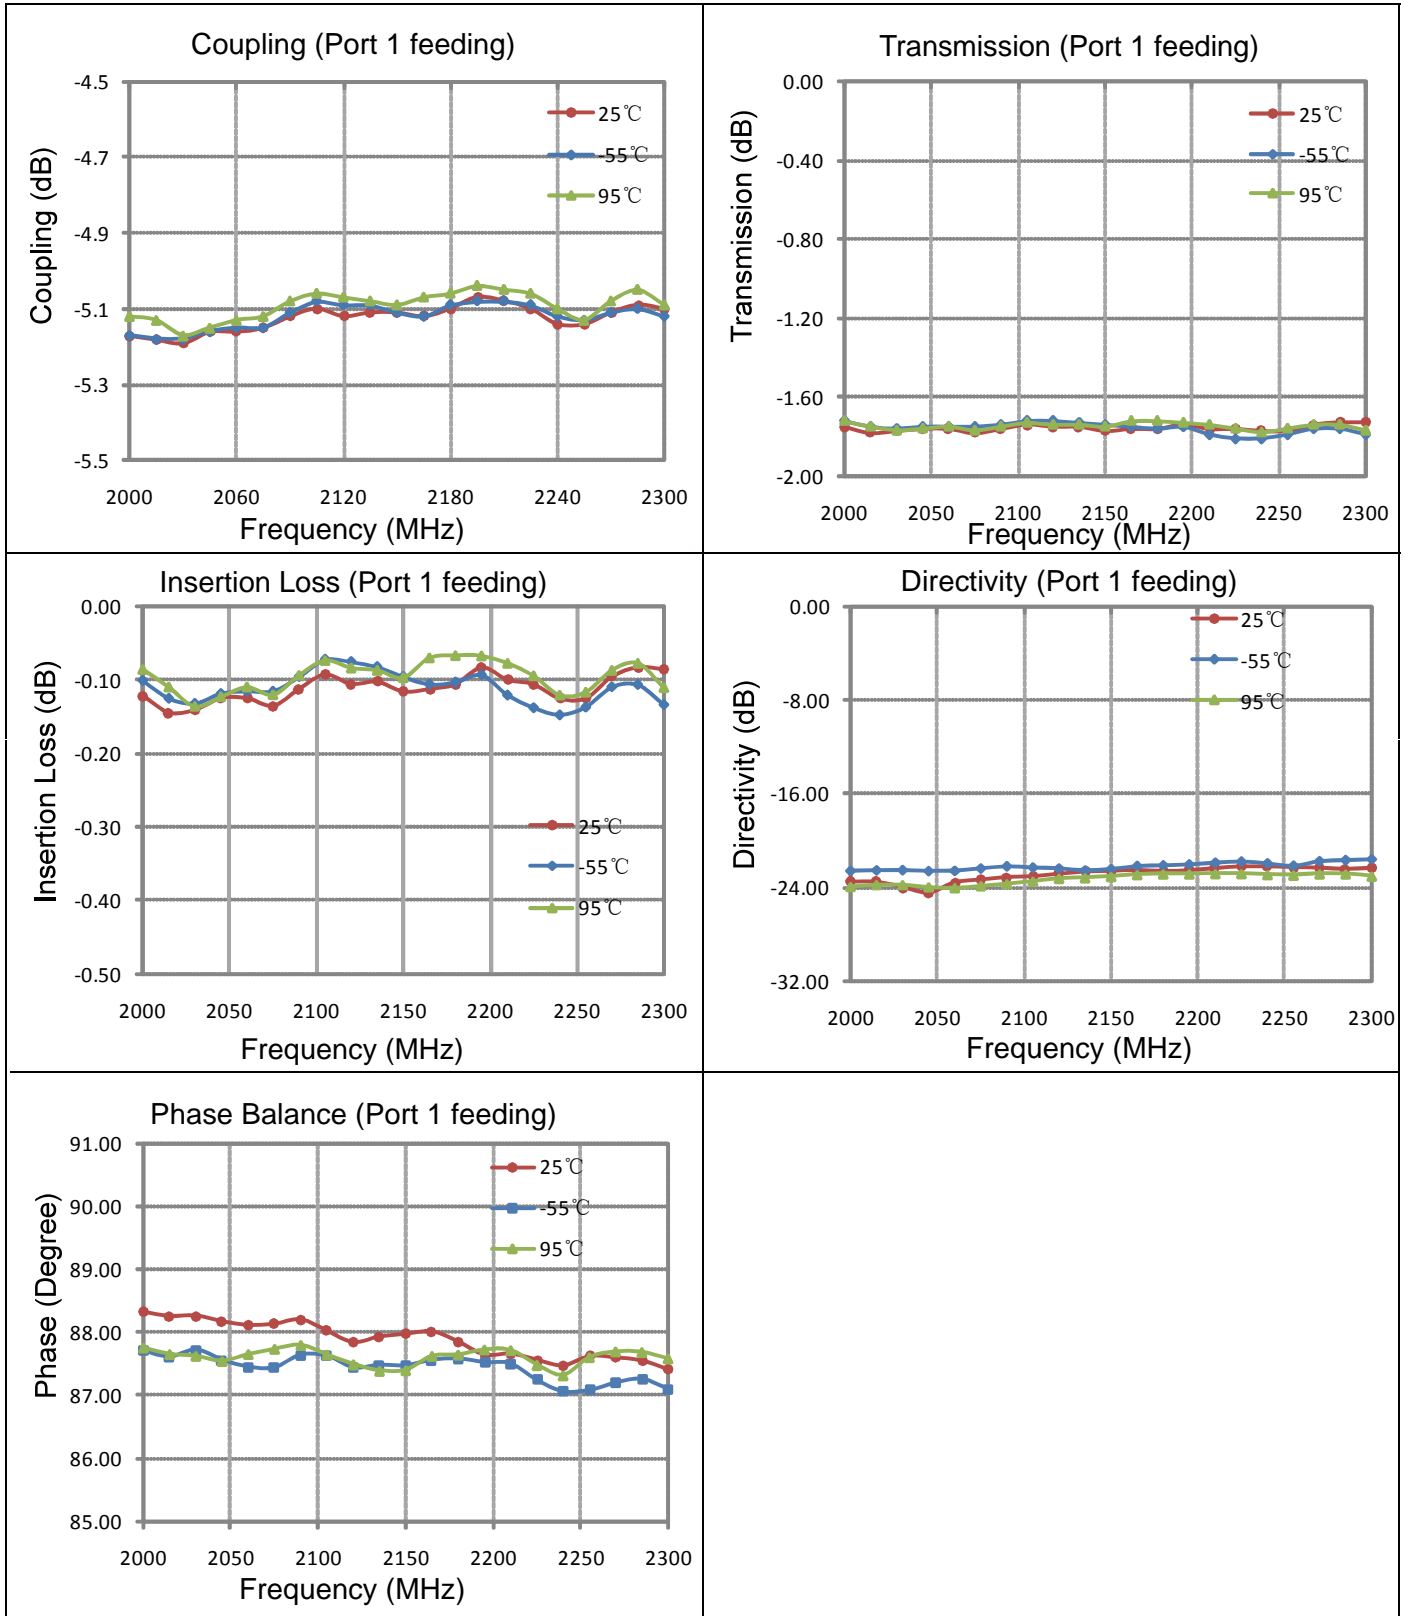 Coupling (Port 1 feeding)
-4.5
-4.7
-4.9
-5.1
-5.3
-5.5
Coupling (dB)
25℃
-55℃
95℃
2000 2060 2120 2180 2240 2300
Frequency (MHz)
Transmission (Port 1 feeding)
0.00
-0.40
-0.80
-1.20
-1.60
-2.00
Transmission (dB)
25℃
-55℃
95℃
2000 2050 2100 2150 2200 2250 2300
Frequency (MHz)
Insertion Loss (Port 1 feeding)
0.00
-0.10
-0.20
-0.30
-0.40
-0.50
Insertion Loss (dB)
25℃
-55℃
95℃
2000 2050 2100 2150 2200 2250 2300
Frequency (MHz)
Directivity (Port 1 feeding)
0.00
-8.00
-16.00
-24.00
-32.00
Directivity (dB)
25℃
-55℃
95℃
2000 2050 2100 2150 2200 2250 2300
Frequency (MHz)
Phase Balance (Port 1 feeding)
91.00
90.00
89.00
88.00
87.00
86.00
85.00
Phase (Degree)
25℃
-55℃
95℃
2000 2050 2100 2150 2200 2250 2300
Frequency (MHz)